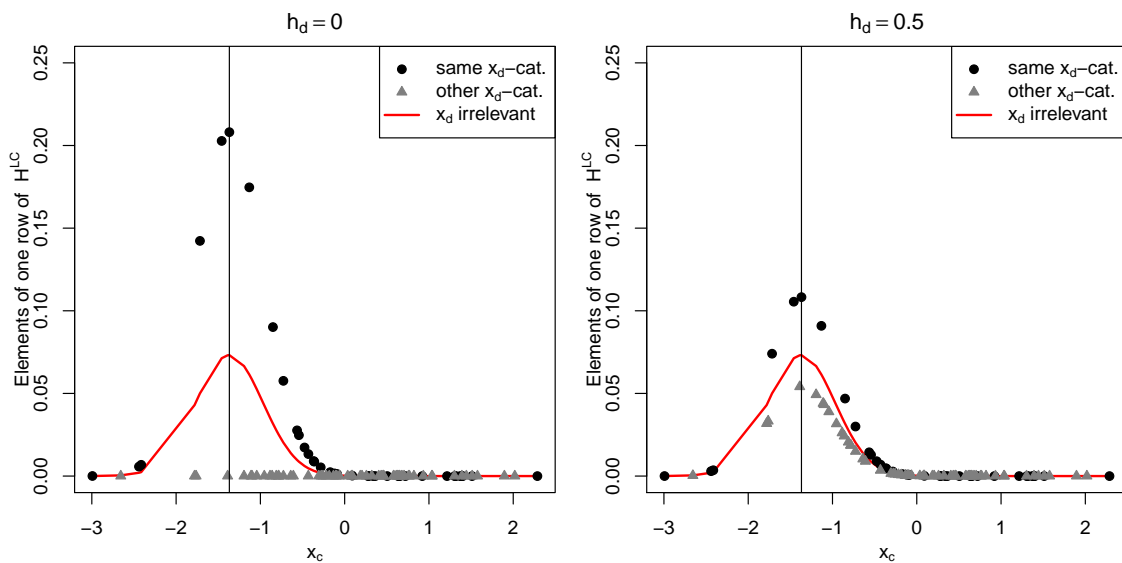 h_d = 0
same x_d-cat.
other x_d-cat.
x_d irrelevant
Elements of one row of H^LC
0.25
0.20
0.15
0.10
0.05
0.00
−3 −2 −1 0 1 2
x_c
h_d = 0.5
same x_d-cat.
other x_d-cat.
x_d irrelevant
Elements of one row of H^LC
0.25
0.20
0.15
0.10
0.05
0.00
−3 −2 −1 0 1 2
x_c